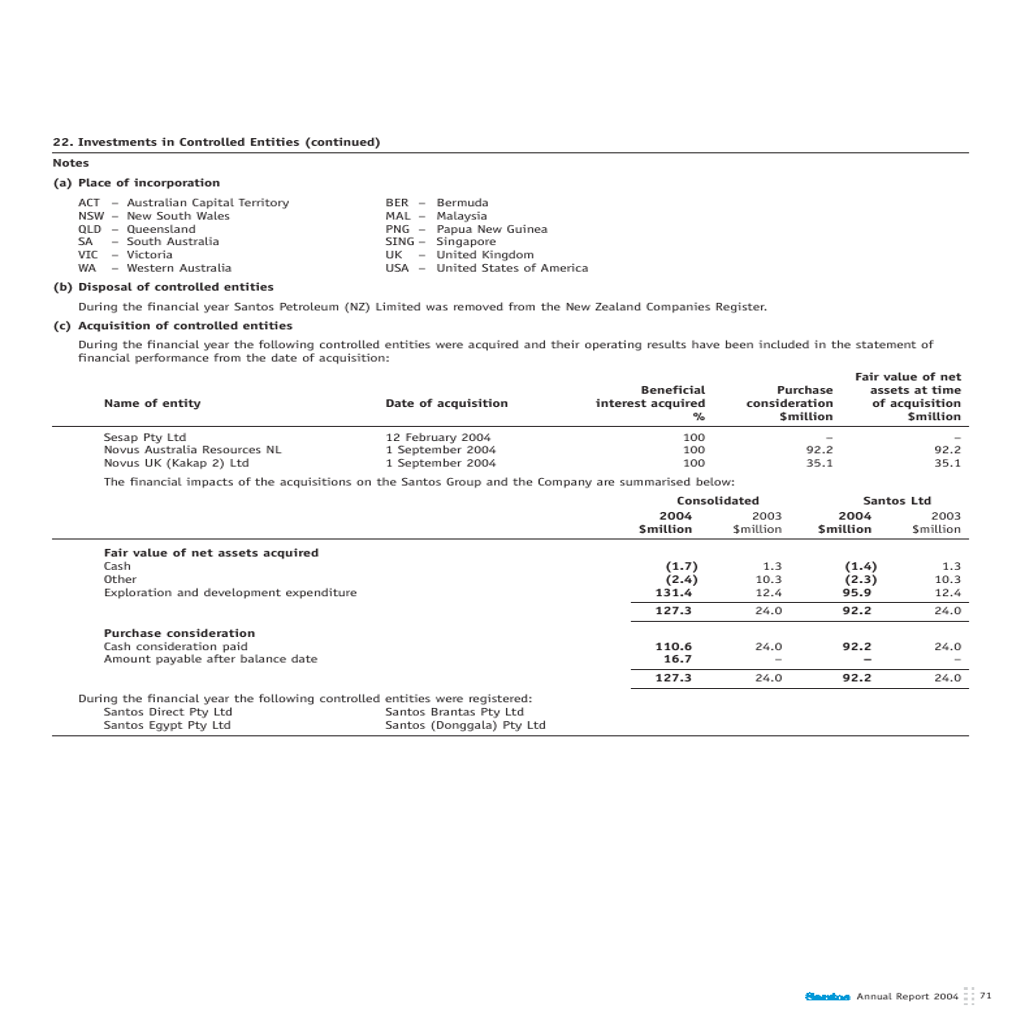 22. Investments in Controlled Entities (continued)
Notes
(a) Place of incorporation
ACT – Australian Capital Territory BER – Bermuda
NSW – New South Wales MAL – Malaysia
QLD – Queensland PNG – Papua New Guinea
SA – South Australia SING – Singapore
VIC – Victoria UK – United Kingdom
WA – Western Australia USA – United States of America
(b) Disposal of controlled entities
During the financial year Santos Petroleum (NZ) Limited was removed from the New Zealand Companies Register.
(c) Acquisition of controlled entities
During the financial year the following controlled entities were acquired and their operating results have been included in the statement of
financial performance from the date of acquisition:
Fair value of net
Beneficial Purchase assets at time
Name of entity Date of acquisition interest acquired consideration of acquisition
% $million $million
Sesap Pty Ltd 12 February 2004 100 – –
Novus Australia Resources NL 1 September 2004 100 92.2 92.2
Novus UK (Kakap 2) Ltd 1 September 2004 100 35.1 35.1
The financial impacts of the acquisitions on the Santos Group and the Company are summarised below:
Consolidated Santos Ltd
2004 2003 2004 2003
$million $million $million $million
Fair value of net assets acquired
Cash (1.7) 1.3 (1.4) 1.3
Other (2.4) 10.3 (2.3) 10.3
Exploration and development expenditure 131.4 12.4 95.9 12.4
127.3 24.0 92.2 24.0
Purchase consideration
Cash consideration paid 110.6 24.0 92.2 24.0
Amount payable after balance date 16.7 – – –
127.3 24.0 92.2 24.0
During the financial year the following controlled entities were registered:
Santos Direct Pty Ltd Santos Brantas Pty Ltd
Santos Egypt Pty Ltd Santos (Donggala) Pty Ltd
Santos Annual Report 2004 71